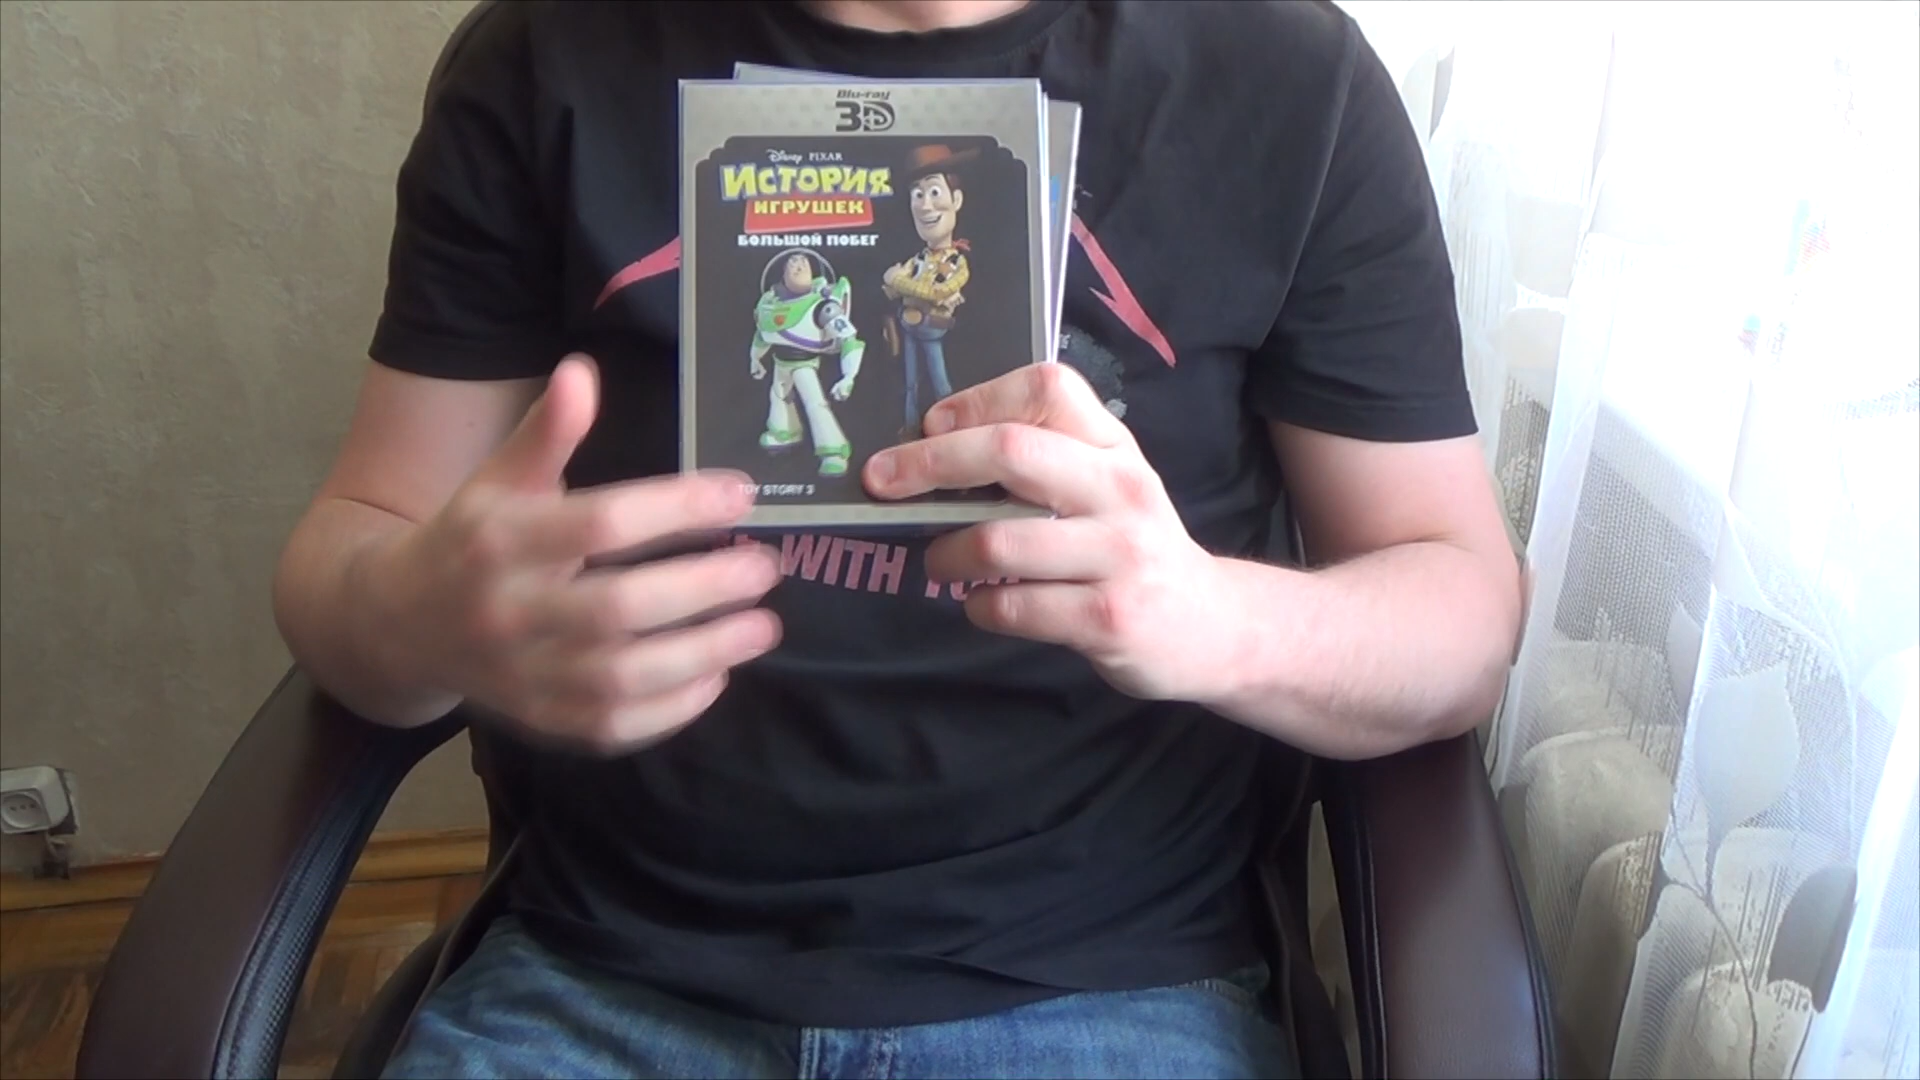 Blu-ray
3D
Disney PIXAR
ИСТОРИЯ
ИГРУШЕК
БОЛЬШОЙ ПОБЕГ
TOY STORY 3
WITH